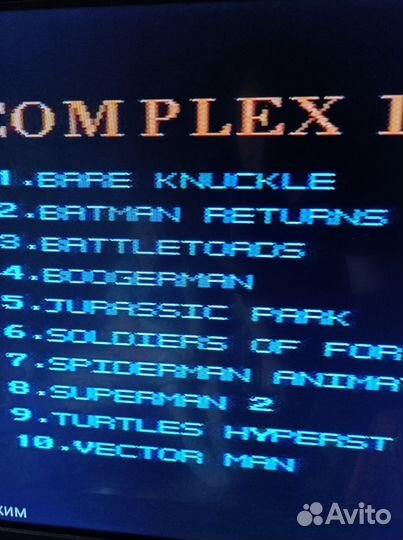 COMPLEX 1
1.BARE KNUCKLE
2.BATMAN RETURNS
3.BATTLETOADS
4.BOOGERMAN
5.JURASSIC PARK
6.SOLDIERS OF FOR
7.SPIDERMAN ANIMA
8.SUPERMAN 2
9.TURTLES HYPERST
10.VECTOR MAN
ким
Avito